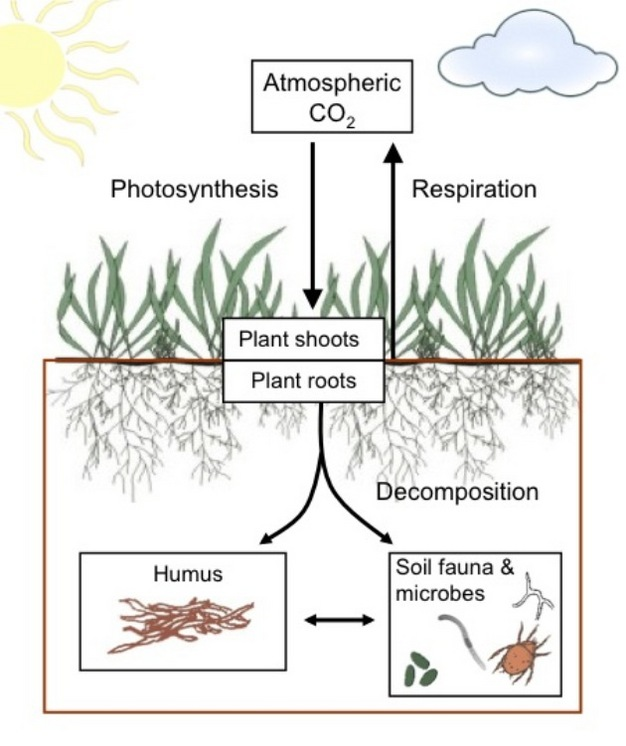 Atmospheric
CO₂
Photosynthesis
Respiration
Plant shoots
Plant roots
Decomposition
Humus
Soil fauna &
microbes